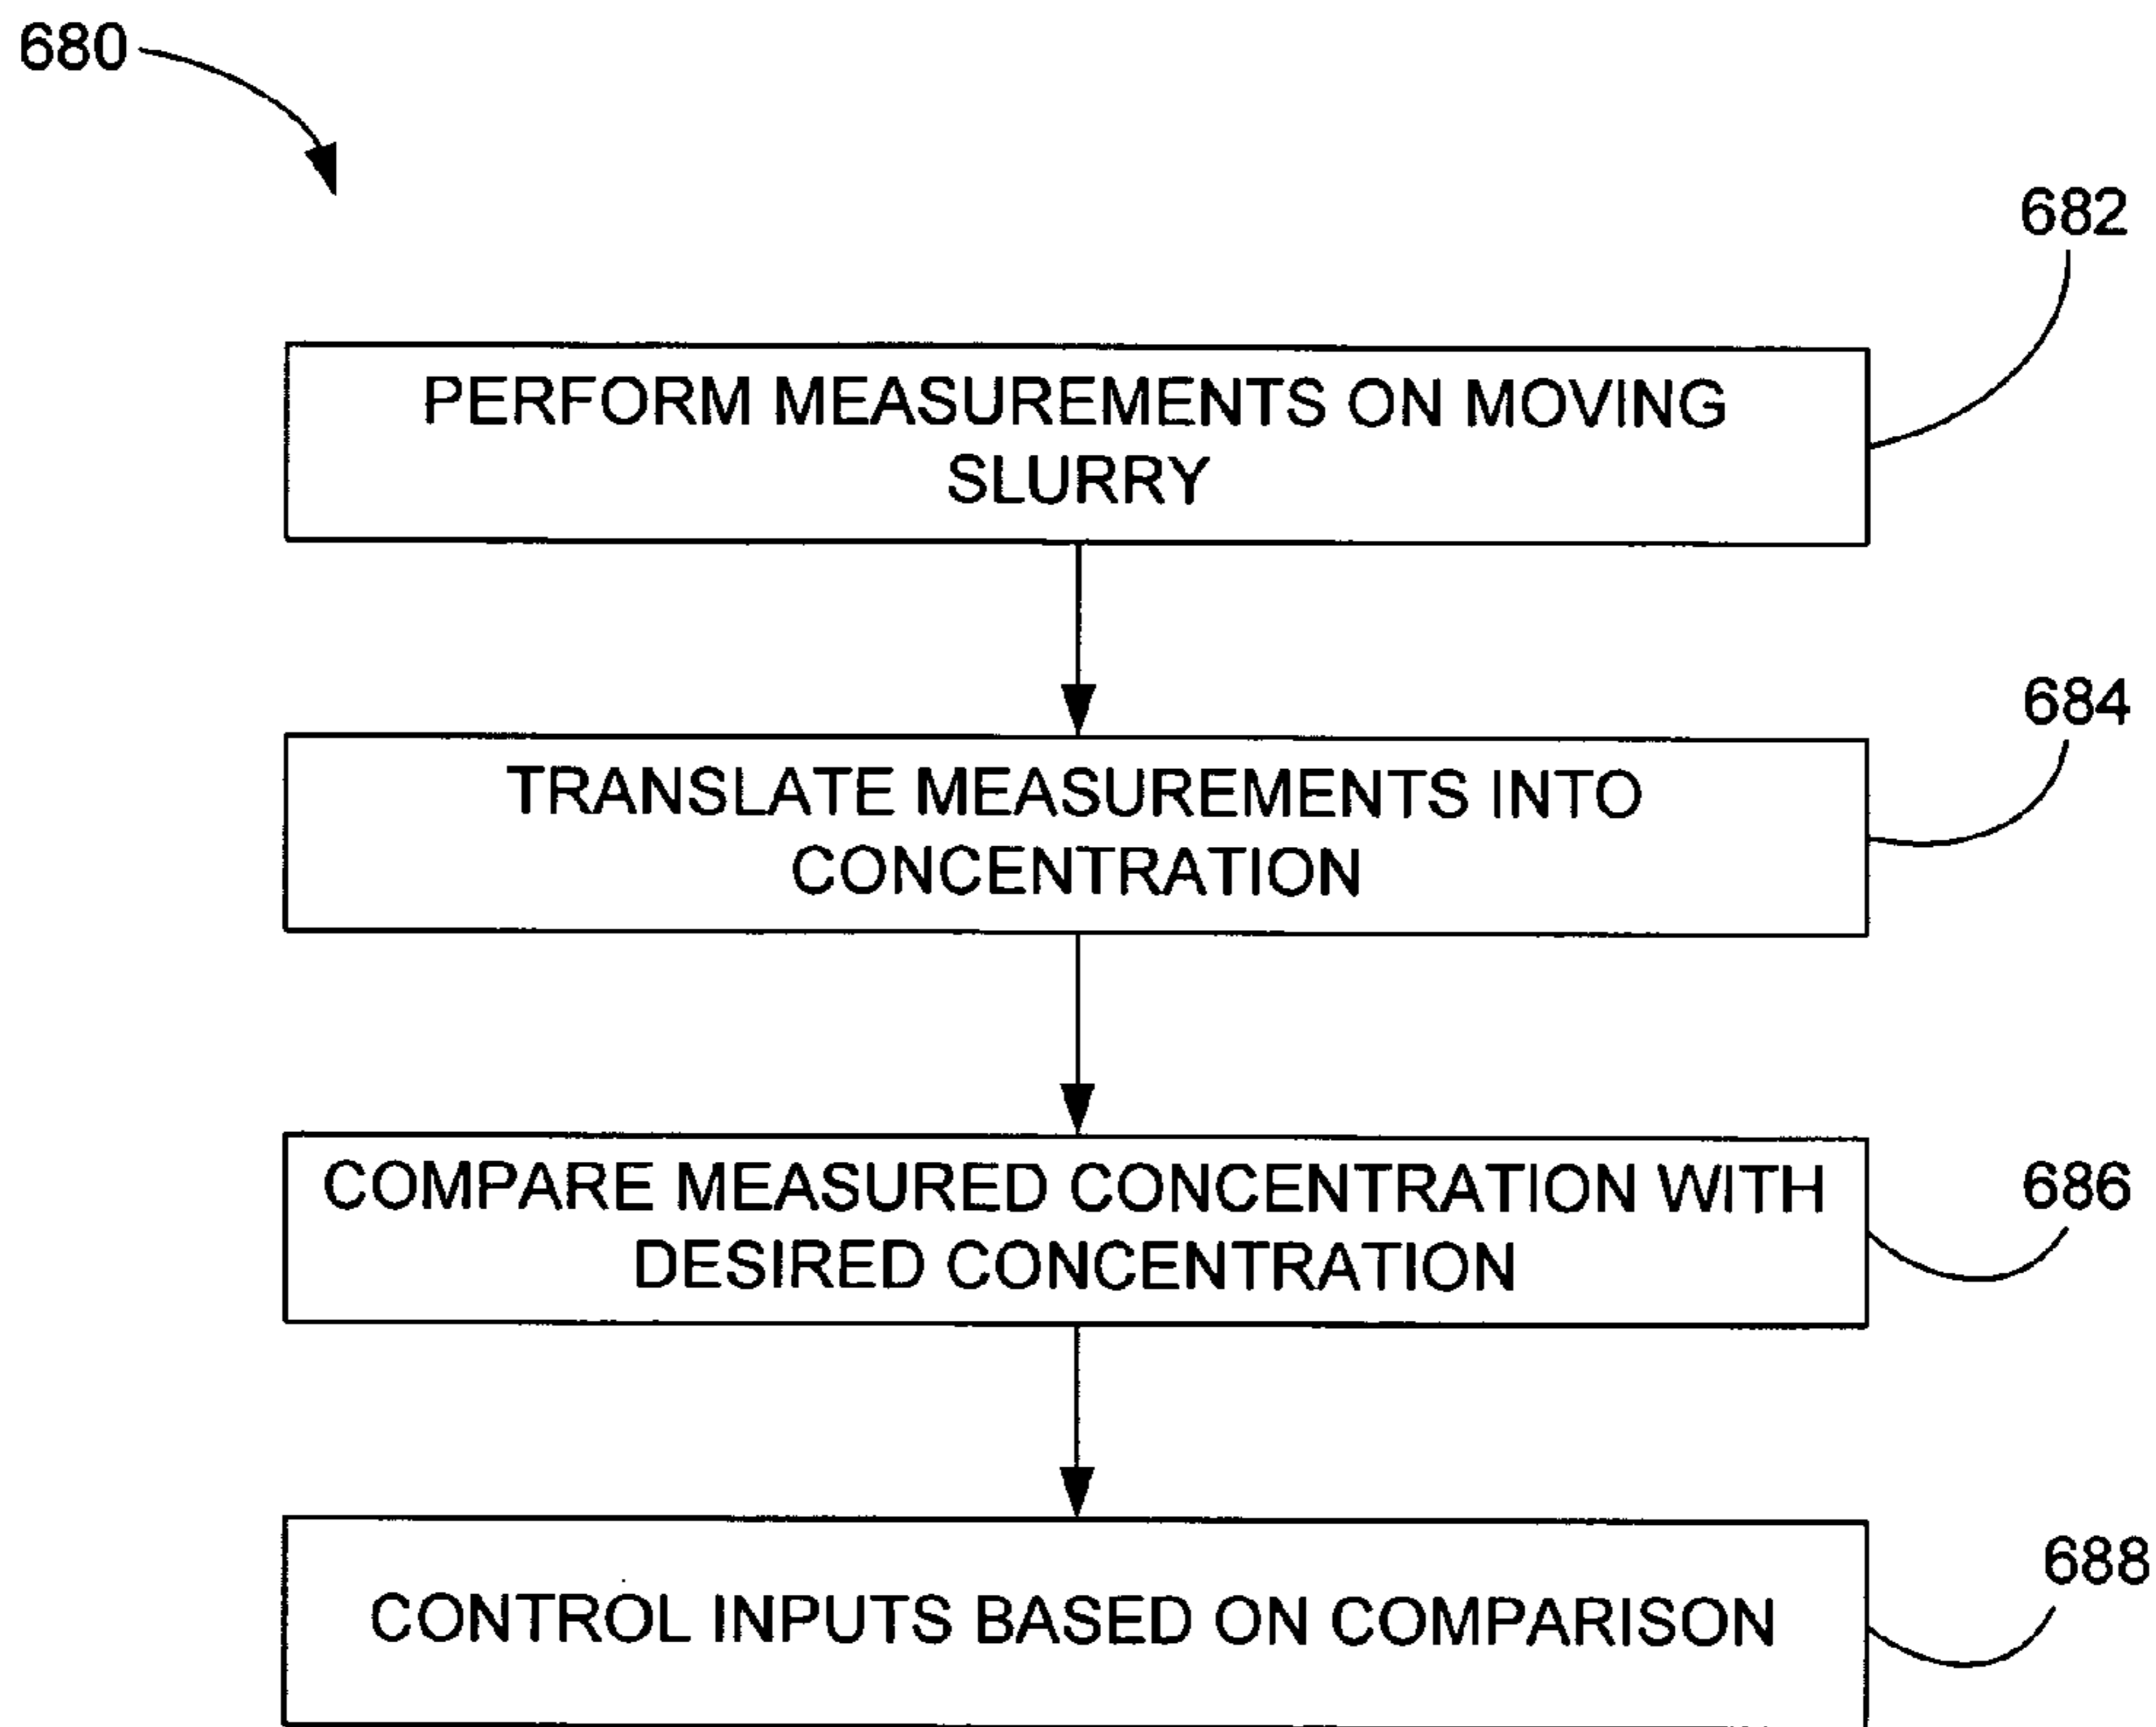 680
682
PERFORM MEASUREMENTS ON MOVING
SLURRY
684
TRANSLATE MEASUREMENTS INTO
CONCENTRATION
686
COMPARE MEASURED CONCENTRATION WITH
DESIRED CONCENTRATION
688
CONTROL INPUTS BASED ON COMPARISON